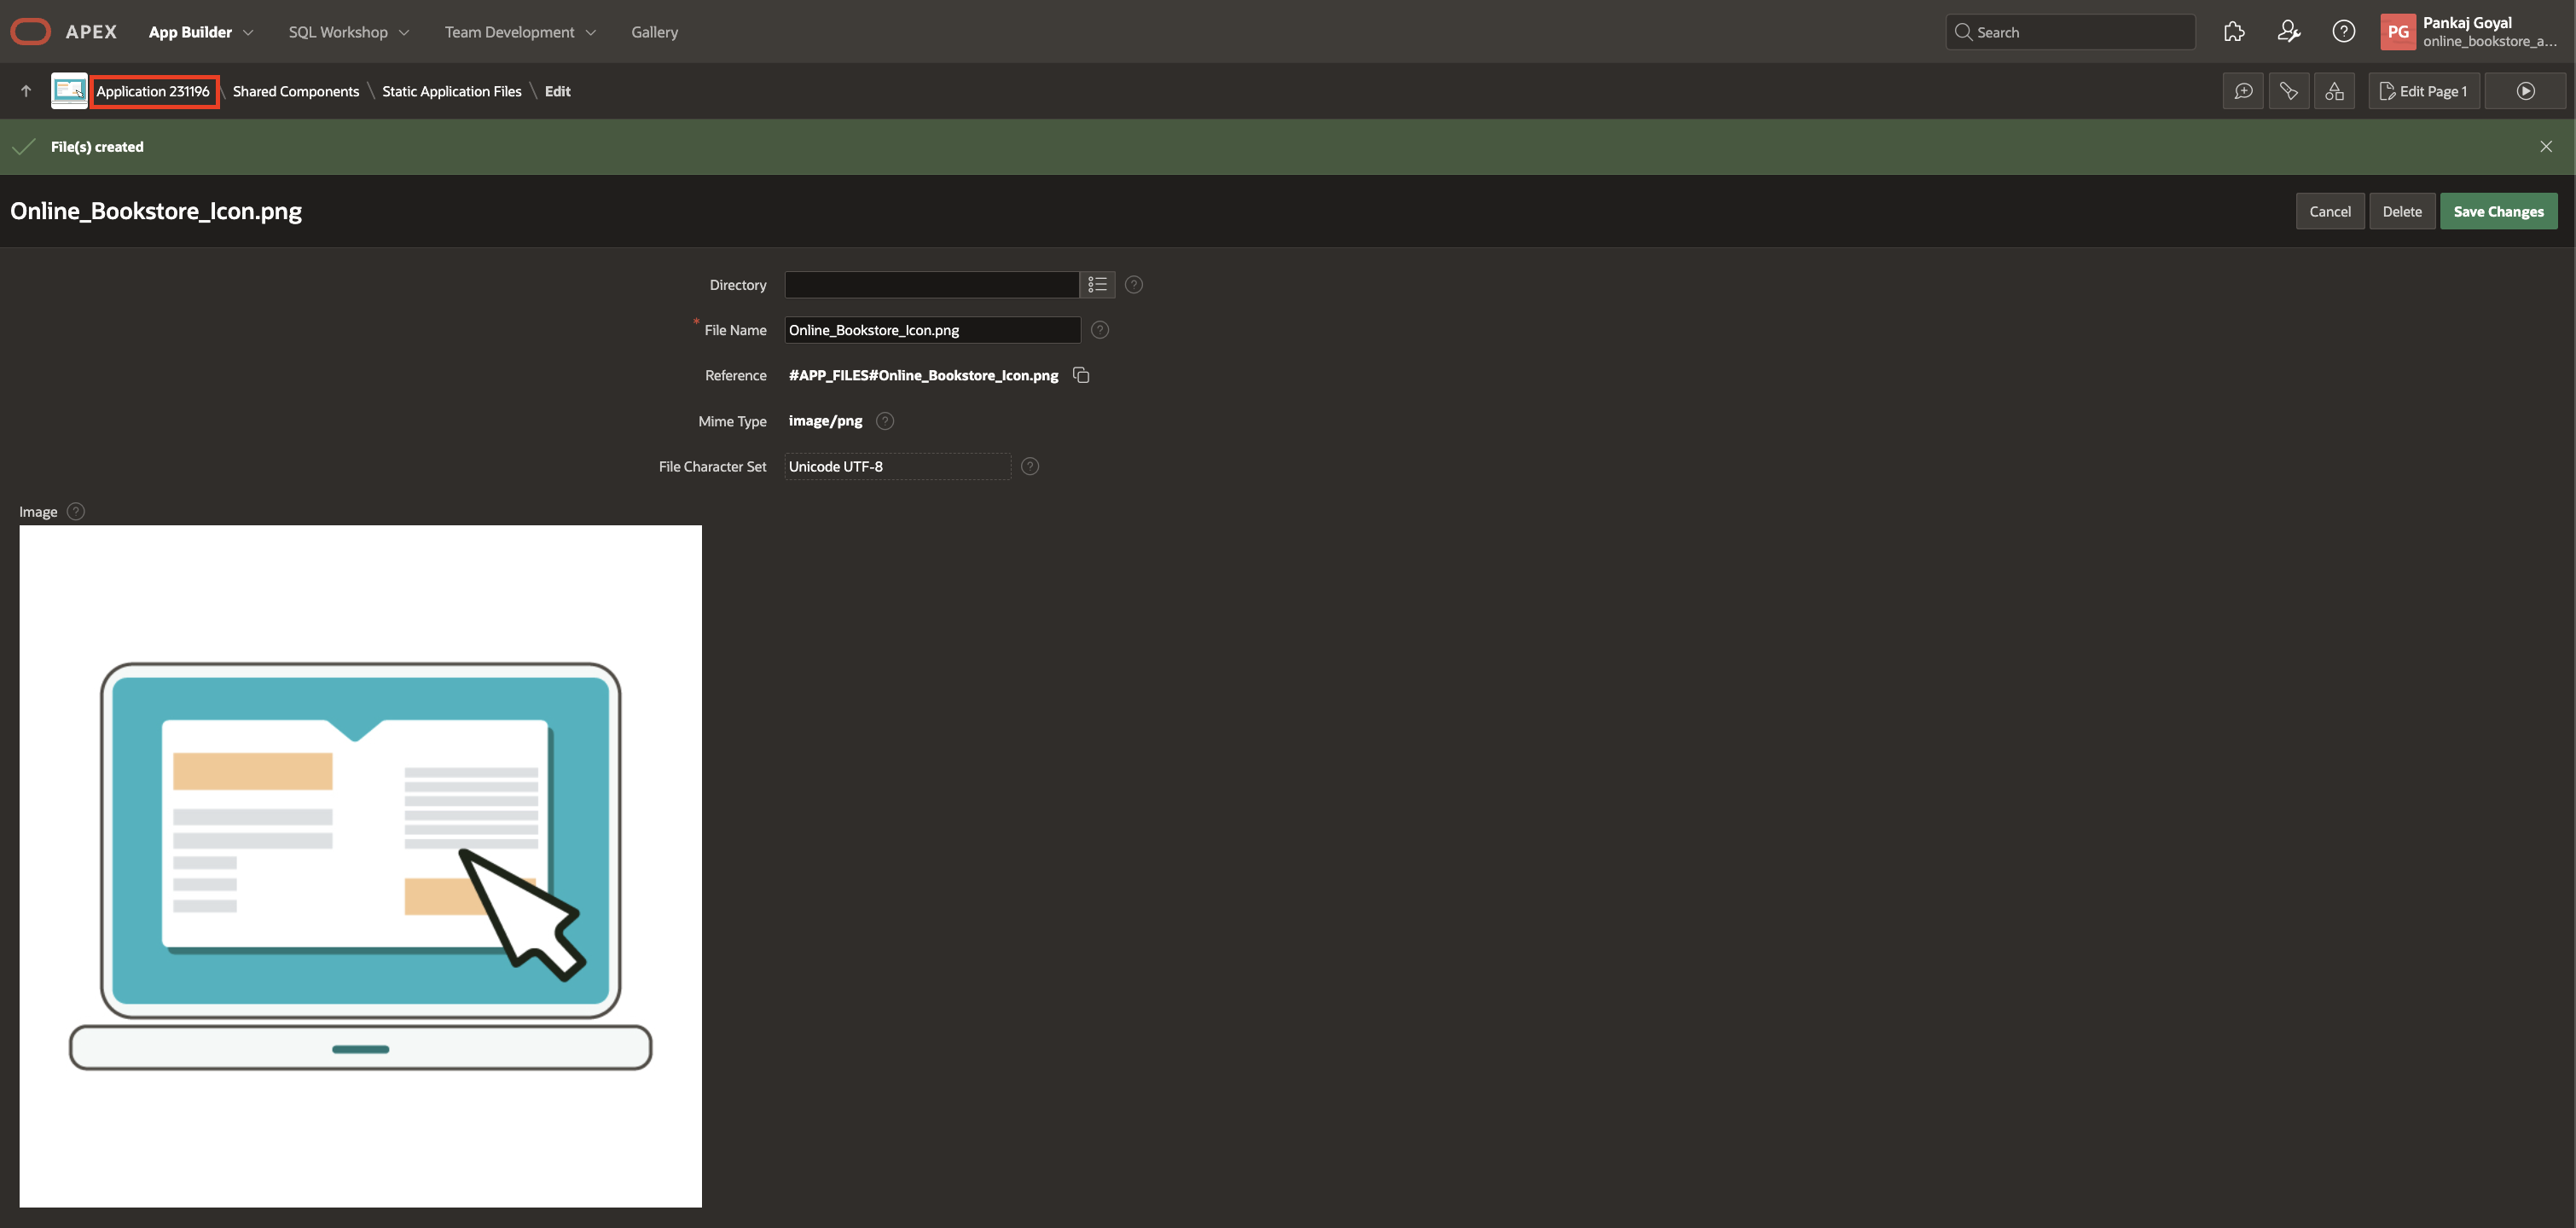 APEX App Builder SQL Workshop Team Development Gallery Search PG Pankaj Goyal
online_bookstore_a...
Application 231196 \ Shared Components \ Static Application Files \ Edit Edit Page 1
File(s) created
Online_Bookstore_Icon.png Cancel Delete Save Changes
Directory
* File Name Online_Bookstore_Icon.png
Reference #APP_FILES#Online_Bookstore_Icon.png
Mime Type image/png
File Character Set Unicode UTF-8
Image